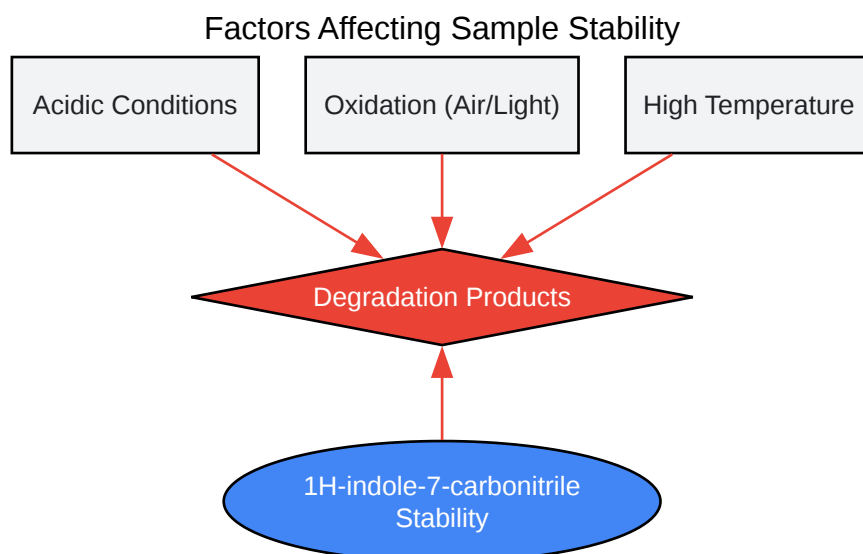 Factors Affecting Sample Stability
Acidic Conditions
Oxidation (Air/Light)
High Temperature
Degradation Products
1H-indole-7-carbonitrile
Stability